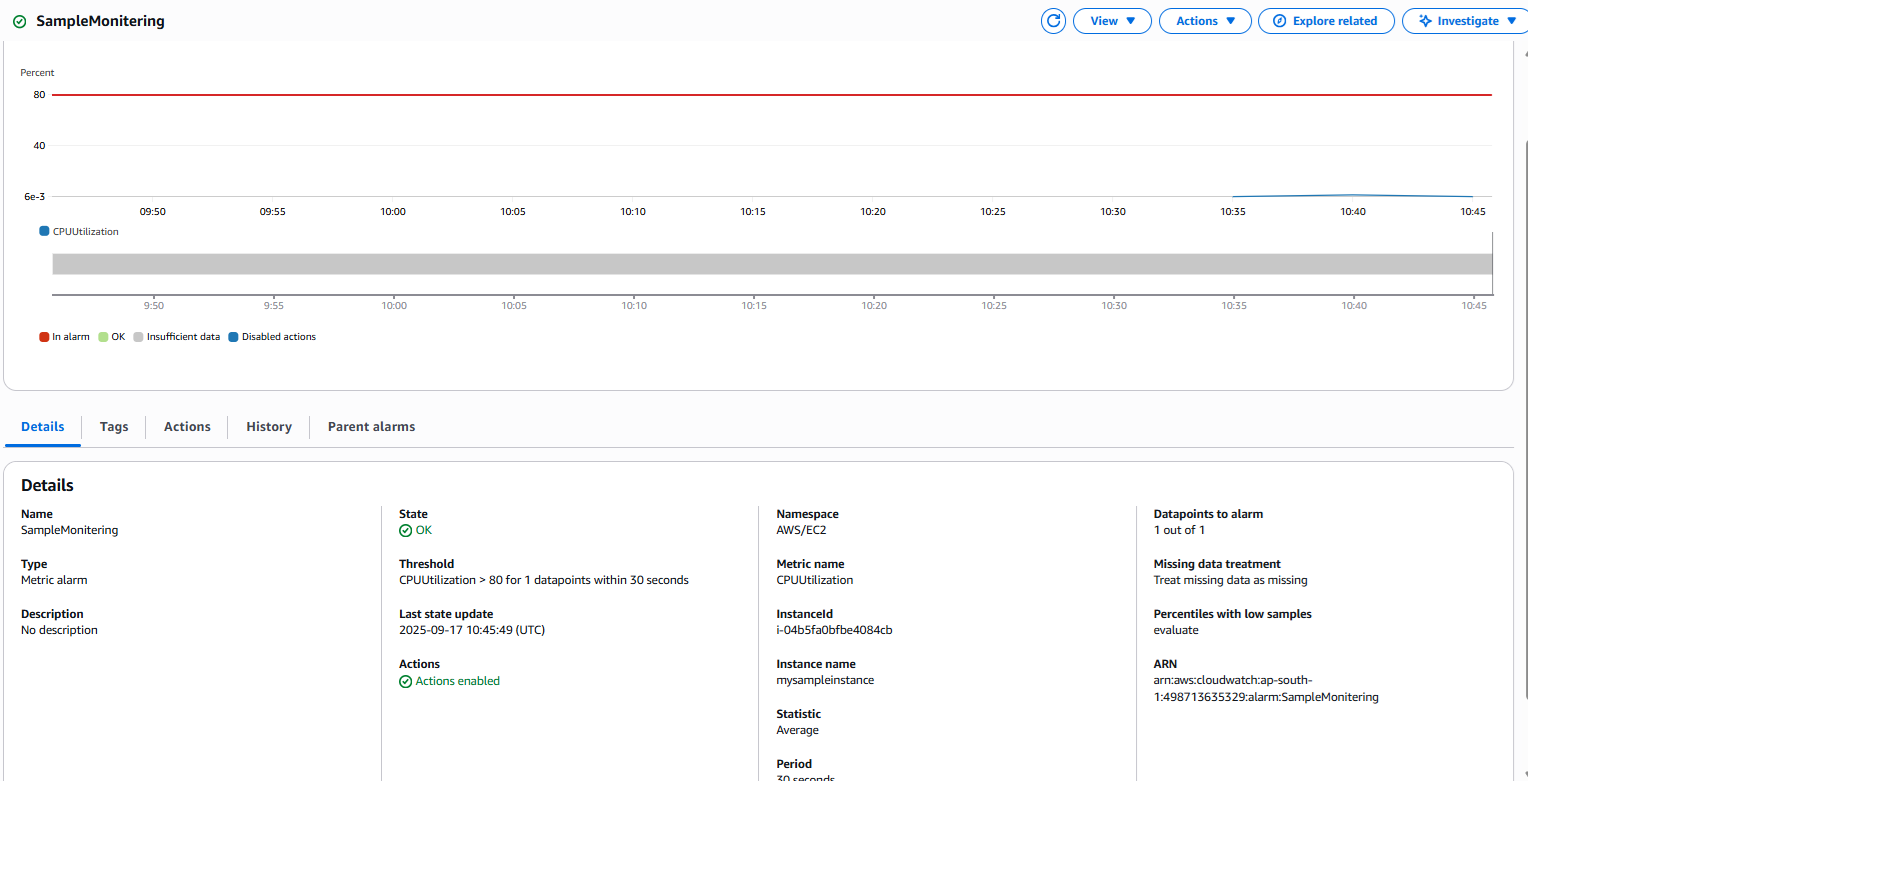 SampleMonitering
View
Actions
Explore related
Investigate
Percent
80
40
6e-3
09:50 09:55 10:00 10:05 10:10 10:15 10:20 10:25 10:30 10:35 10:40 10:45
CPUUtilization
9:50 9:55 10:00 10:05 10:10 10:15 10:20 10:25 10:30 10:35 10:40 10:45
In alarm OK Insufficient data Disabled actions
Details Tags Actions History Parent alarms
Details
Name
SampleMonitering
Type
Metric alarm
Description
No description
State
OK
Threshold
CPUUtilization > 80 for 1 datapoints within 30 seconds
Last state update
2025-09-17 10:45:49 (UTC)
Actions
Actions enabled
Namespace
AWS/EC2
Metric name
CPUUtilization
InstanceId
i-04b5fa0bfbe4084cb
Instance name
mysampleinstance
Statistic
Average
Period
30 seconds
Datapoints to alarm
1 out of 1
Missing data treatment
Treat missing data as missing
Percentiles with low samples
evaluate
ARN
arn:aws:cloudwatch:ap-south-
1:498713635329:alarm:SampleMonitering